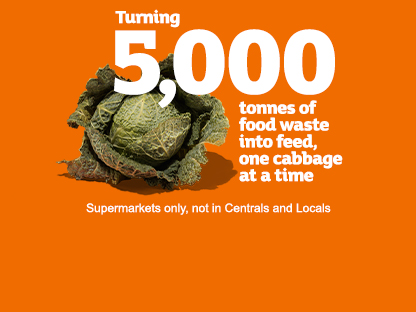 Turning
5,000
tonnes of
food waste
into feed,
one cabbage
at a time
Supermarkets only, not in Centrals and Locals